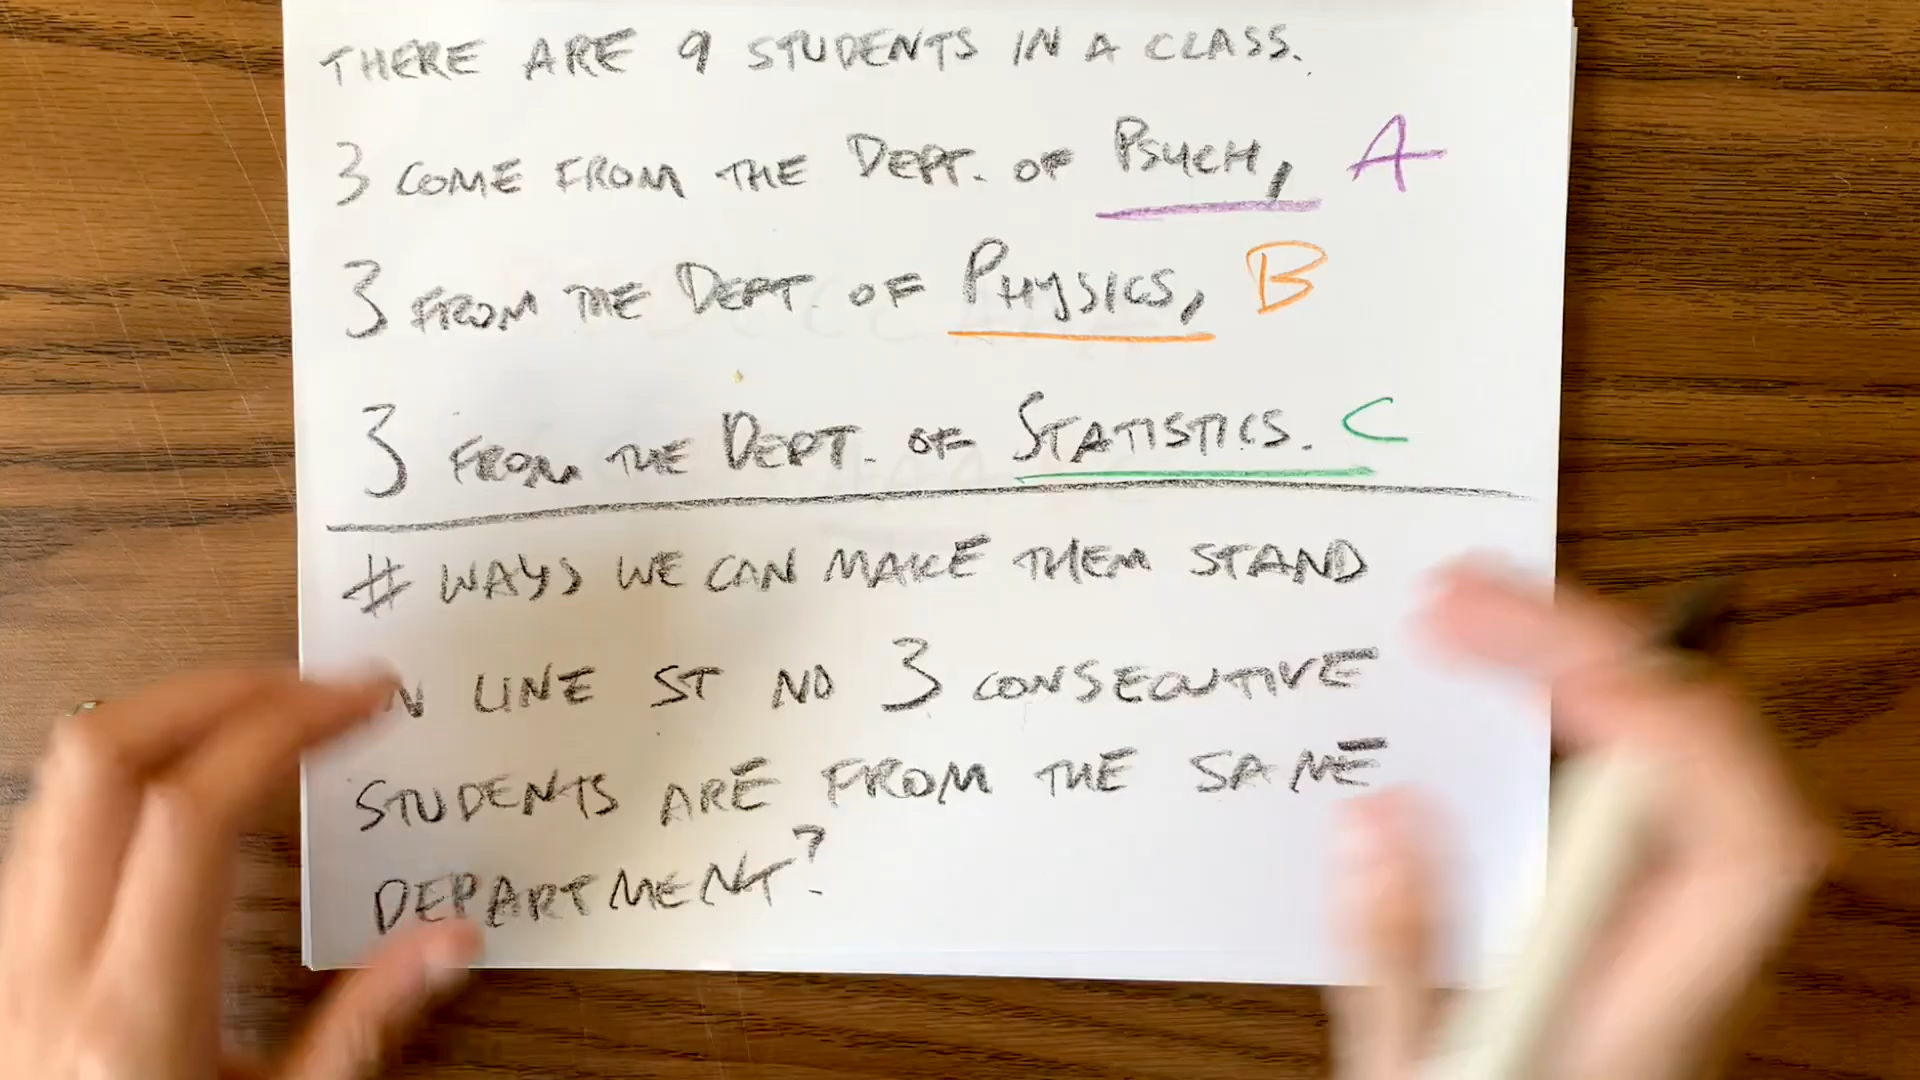 THERE ARE 9 STUDENTS IN A CLASS.
3 COME FROM THE DEPT. OF PSYCH, A
3 FROM THE DEPT. OF PHYSICS, B
3 FROM THE DEPT. OF STATISTICS. C
# WAYS WE CAN MAKE THEM STAND
N LINE ST NO 3 CONSECUTIVE
STUDENTS ARE FROM THE SAME
DEPARTMENT?